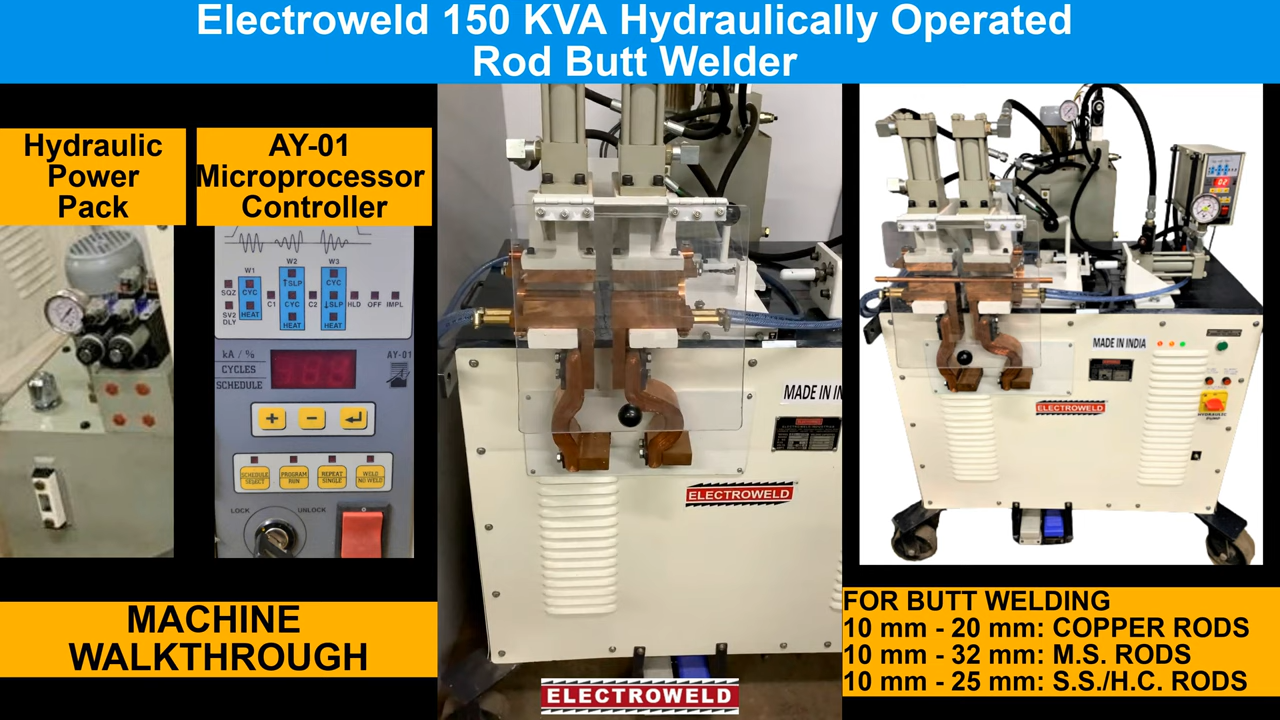 Electroweld 150 KVA Hydraulically Operated
Rod Butt Welder
Hydraulic
Power
Pack
AY-01
Microprocessor
Controller
W1
W2
W3
SQZ
CYC
HEAT
SV2
DLY
C1
↑SLP
CYC
HEAT
C2
CYC
↓SLP
HEAT
HLD
OFF
IMPL
kA / %
CYCLES
SCHEDULE
AY-01
+
−
SCHEDULE
SELECT
PROGRAM
RUN
REPEAT
SINGLE
WELD
NO WELD
LOCK
UNLOCK
MACHINE
WALKTHROUGH
MADE IN IN
ELECTROWELD
ELECTROWELD
MADE IN INDIA
ELECTROWELD
HYDRAULIC
PUMP
FOR BUTT WELDING
10 mm - 20 mm: COPPER RODS
10 mm - 32 mm: M.S. RODS
10 mm - 25 mm: S.S./H.C. RODS